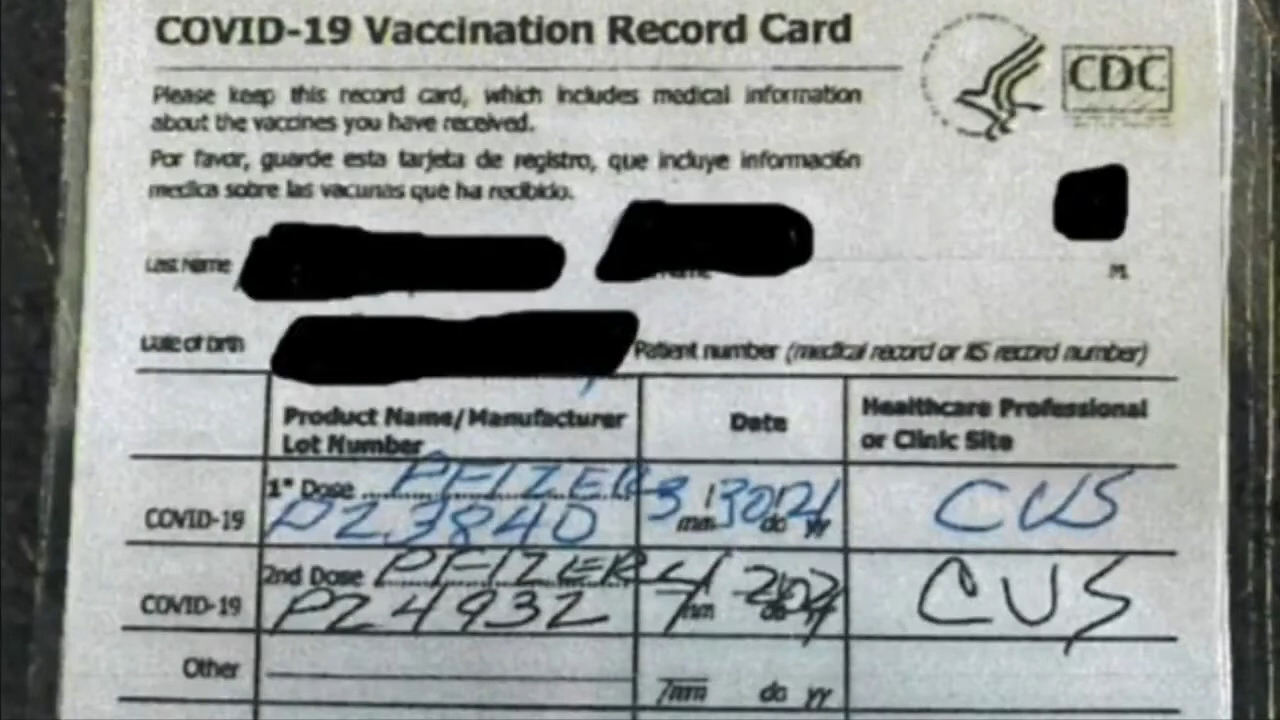 COVID-19 Vaccination Record Card
CDC
Please keep this record card, which includes medical information
about the vaccines you have received.
Por favor, guarde esta tarjeta de registro, que incluye información
medica sobre las vacunas que ha recibido.
Last Name
MI
Date of birth Patient number (medical record or IIS record number)
Product Name/Manufacturer Date Healthcare Professional
Lot Number or Clinic Site
1st Dose PFIZER
COVID-19 PZ3840 3/30/21 mm dd yy CVS
2nd Dose PFIZER
COVID-19 PZ4932 mm dd yy CVS
Other mm dd yy